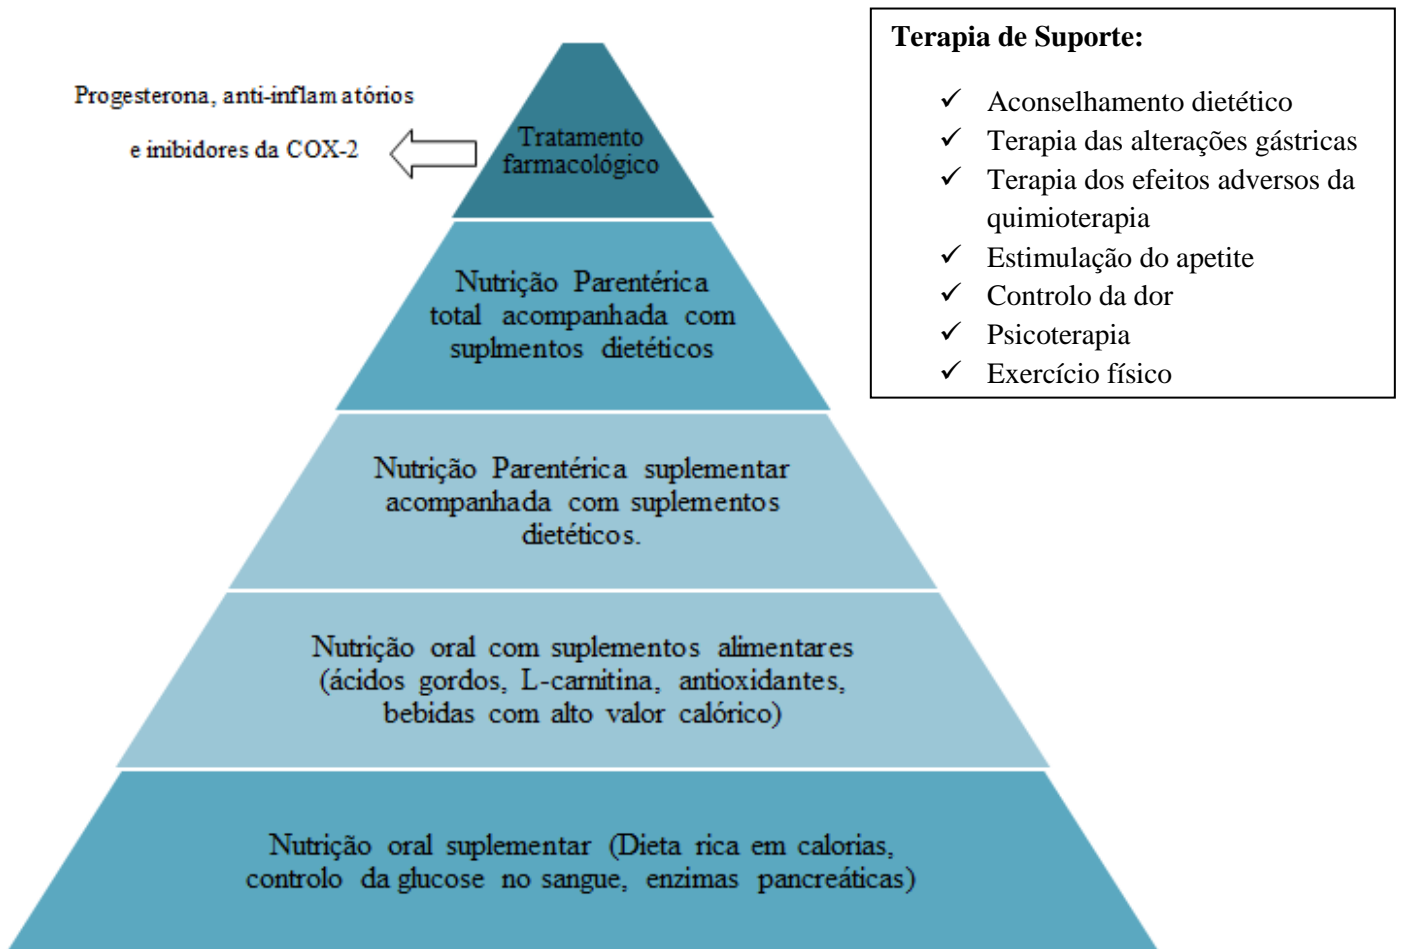 Progesterona, anti-inflamatórios
e inibidores da COX-2
Tratamento
farmacológico
Nutrição Parentérica
total acompanhada com
suplmentos dietéticos
Nutrição Parentérica suplementar
acompanhada com suplementos
dietéticos.
Nutrição oral com suplementos alimentares
(ácidos gordos, L-carnitina, antioxidantes,
bebidas com alto valor calórico)
Nutrição oral suplementar (Dieta rica em calorias,
controlo da glucose no sangue, enzimas pancreáticas)
Terapia de Suporte:
✓ Aconselhamento dietético
✓ Terapia das alterações gástricas
✓ Terapia dos efeitos adversos da
quimioterapia
✓ Estimulação do apetite
✓ Controlo da dor
✓ Psicoterapia
✓ Exercício físico